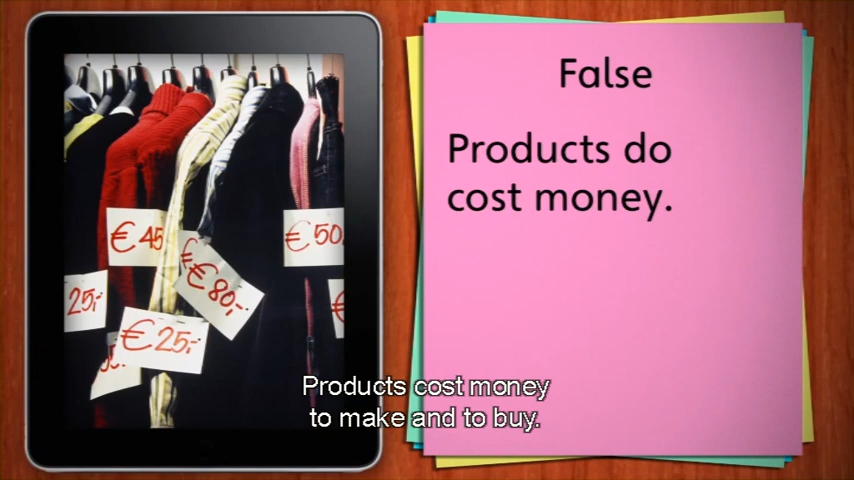 False
Products do
cost money.
€45
€50
€80,-
25,-
€25,-
Products cost money
to make and to buy.